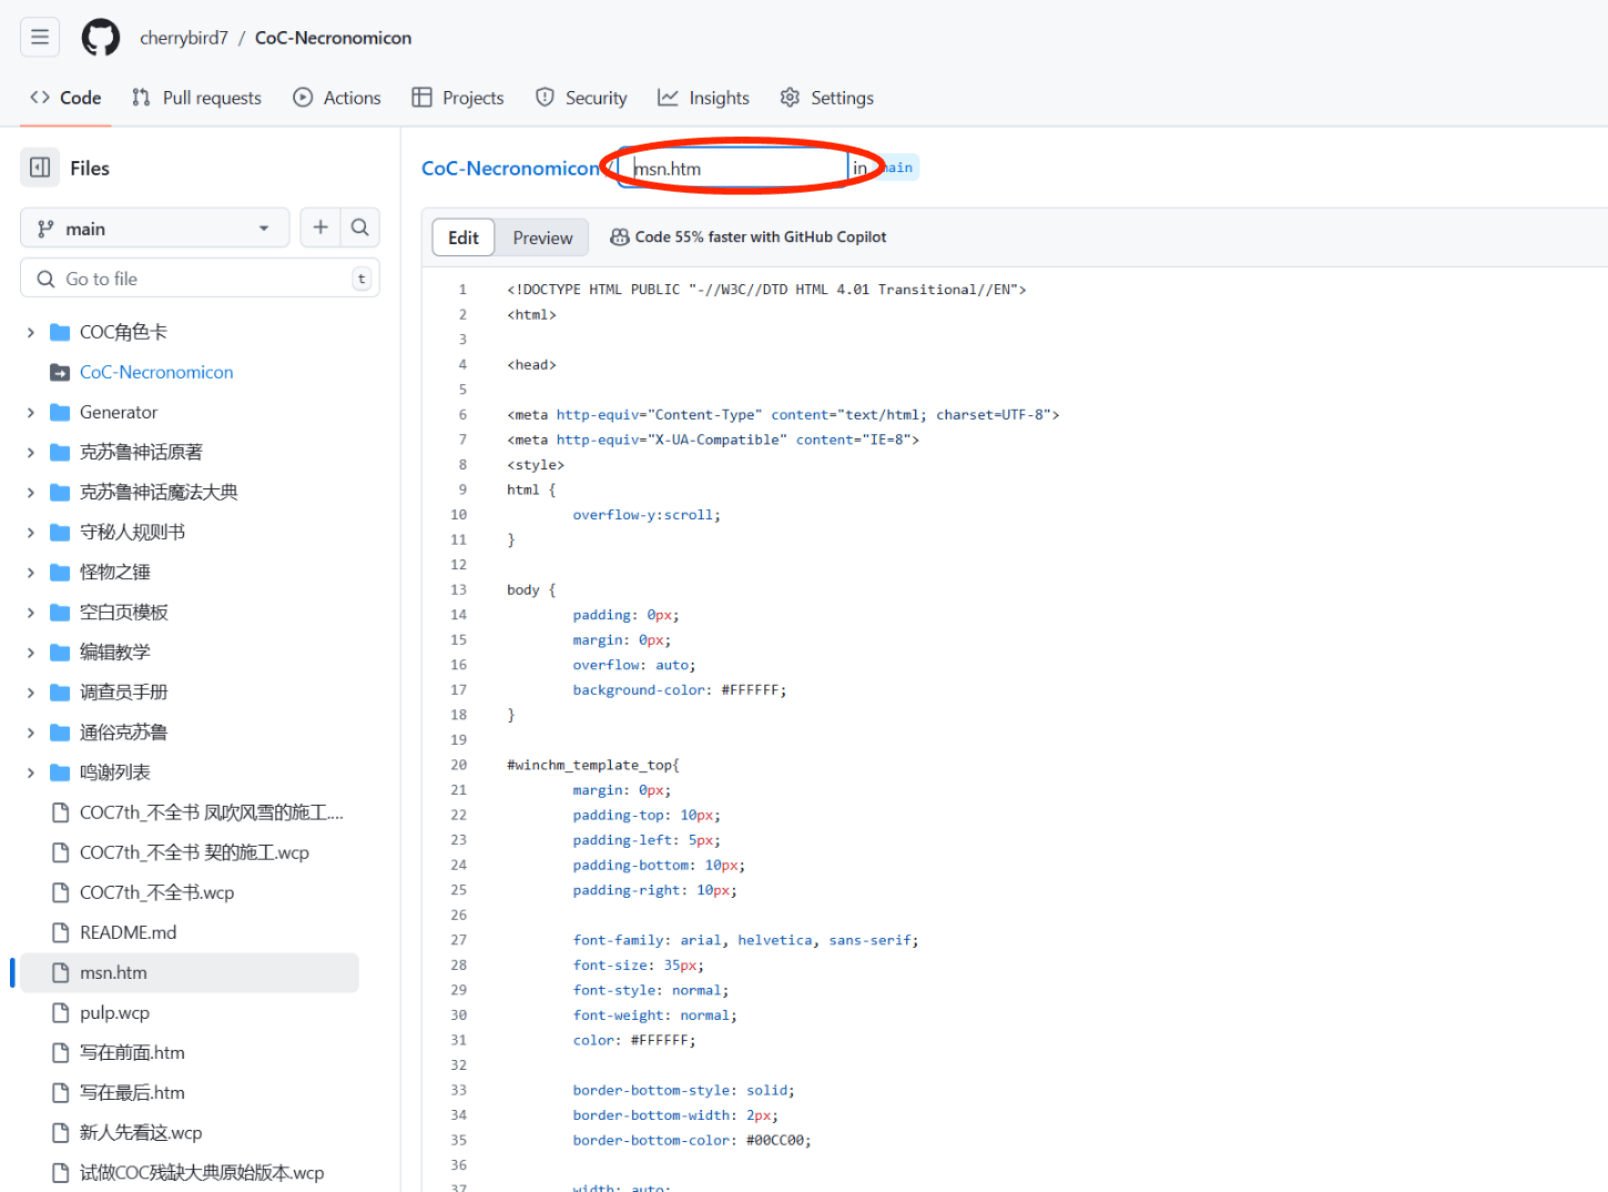 cherrybird7 / CoC-Necronomicon
Code Pull requests Actions Projects Security Insights Settings
Files
main
Go to file t
COC角色卡
CoC-Necronomicon
Generator
克苏鲁神话原著
克苏鲁神话魔法大典
守秘人规则书
怪物之锤
空白页模板
编辑教学
调查员手册
通俗克苏鲁
鸣谢列表
COC7th_不全书 凤吹风雪的施工....
COC7th_不全书 契的施工.wcp
COC7th_不全书.wcp
README.md
msn.htm
pulp.wcp
写在前面.htm
写在最后.htm
新人先看这.wcp
试做COC残缺大典原始版本.wcp
CoC-Necronomicon / msn.htm in main
Edit Preview Code 55% faster with GitHub Copilot
1 <!DOCTYPE HTML PUBLIC "-//W3C//DTD HTML 4.01 Transitional//EN">
2 <html>
3
4 <head>
5
6 <meta http-equiv="Content-Type" content="text/html; charset=UTF-8">
7 <meta http-equiv="X-UA-Compatible" content="IE=8">
8 <style>
9 html {
10 overflow-y:scroll;
11 }
12
13 body {
14 padding: 0px;
15 margin: 0px;
16 overflow: auto;
17 background-color: #FFFFFF;
18 }
19
20 #winchm_template_top{
21 margin: 0px;
22 padding-top: 10px;
23 padding-left: 5px;
24 padding-bottom: 10px;
25 padding-right: 10px;
26
27 font-family: arial, helvetica, sans-serif;
28 font-size: 35px;
29 font-style: normal;
30 font-weight: normal;
31 color: #FFFFFF;
32
33 border-bottom-style: solid;
34 border-bottom-width: 2px;
35 border-bottom-color: #00CC00;
36
37 width: auto;